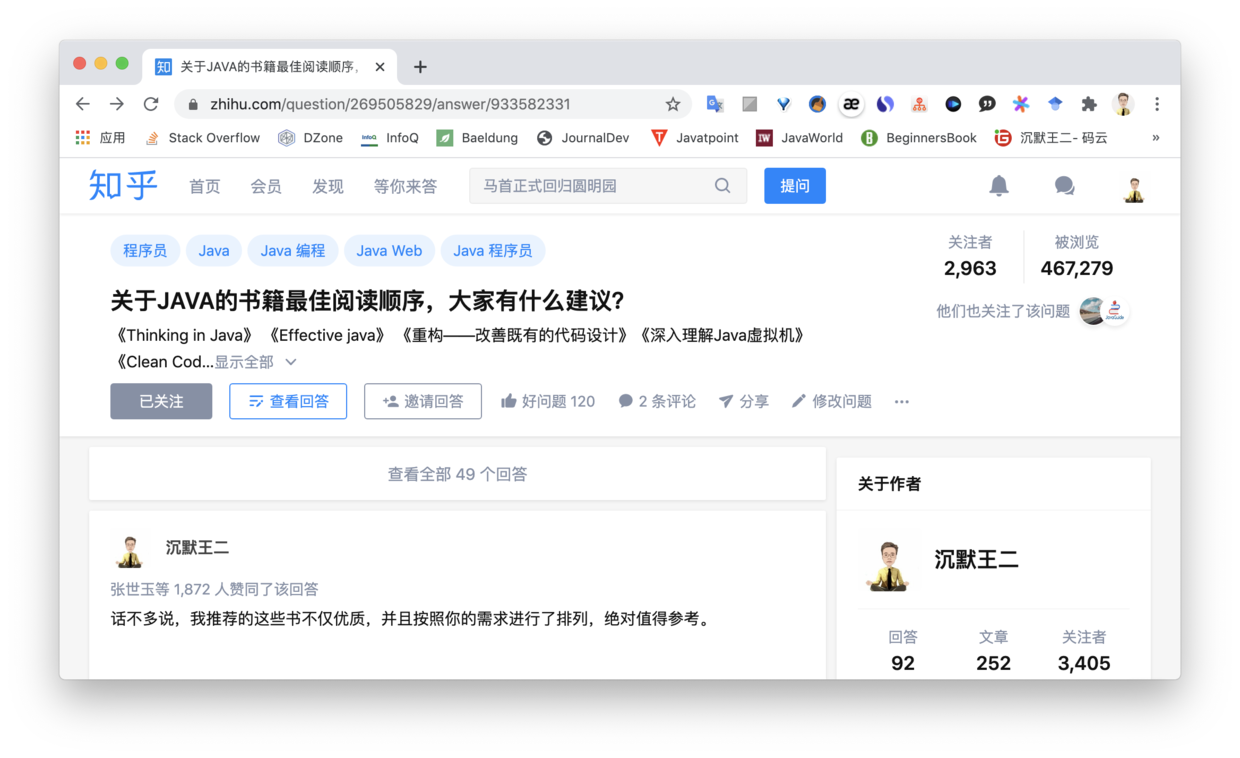 知 关于JAVA的书籍最佳阅读顺序,
zhihu.com/question/269505829/answer/933582331
应用 Stack Overflow DZone InfoQ Baeldung JournalDev Javatpoint JavaWorld BeginnersBook 沉默王二- 码云 »
知乎 首页 会员 发现 等你来答 马首正式回归圆明园 提问
程序员 Java Java 编程 Java Web Java 程序员
关注者 被浏览
2,963 467,279
关于JAVA的书籍最佳阅读顺序，大家有什么建议?
他们也关注了该问题
《Thinking in Java》 《Effective java》 《重构——改善既有的代码设计》《深入理解Java虚拟机》
《Clean Cod...显示全部
已关注 查看回答 邀请回答 好问题 120 2 条评论 分享 修改问题 ···
查看全部 49 个回答
关于作者
沉默王二
沉默王二
张世玉等 1,872 人赞同了该回答
话不多说，我推荐的这些书不仅优质，并且按照你的需求进行了排列，绝对值得参考。
回答 文章 关注者
92 252 3,405